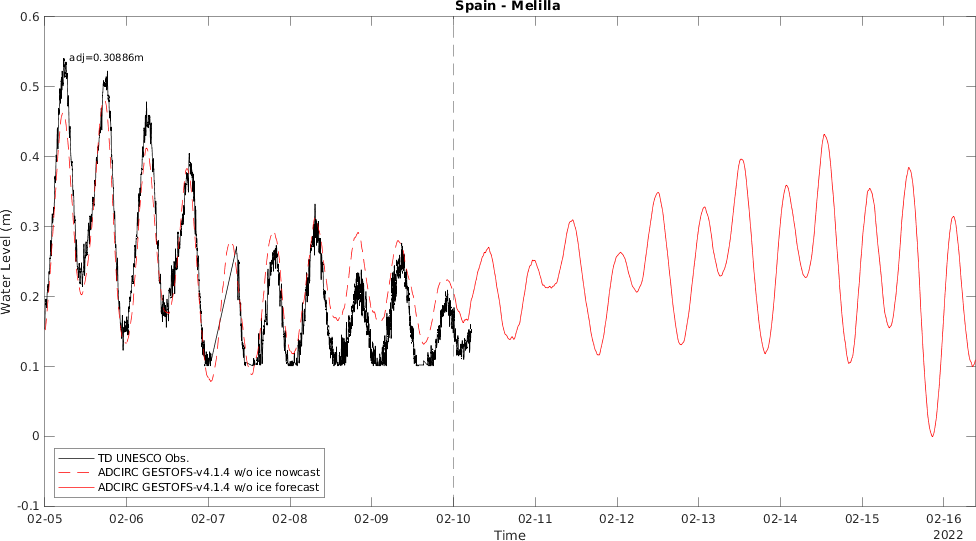 Spain - Melilla
adj=0.30886m
0.6
0.5
0.4
0.3
0.2
0.1
0
-0.1
Water Level (m)
TD UNESCO Obs.
ADCIRC GESTOFS-v4.1.4 w/o ice nowcast
ADCIRC GESTOFS-v4.1.4 w/o ice forecast
02-05 02-06 02-07 02-08 02-09 02-10 02-11 02-12 02-13 02-14 02-15 02-16
Time
2022